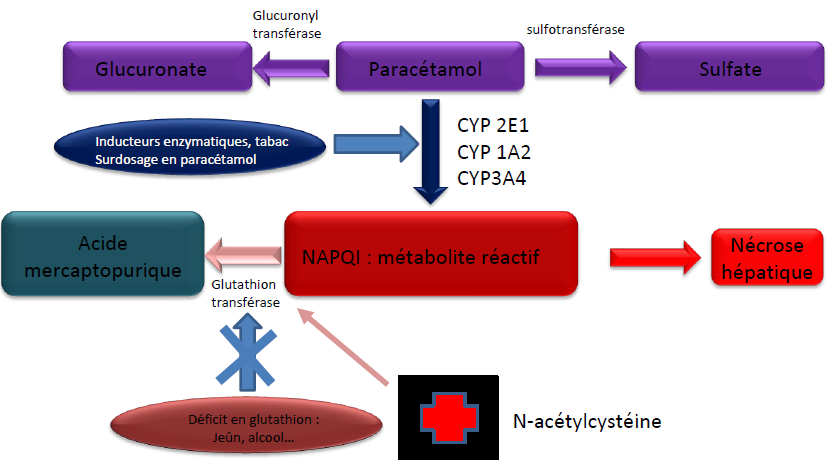 Glucuronyl
transférase
sulfotransférase
Glucuronate
Paracétamol
Sulfate
Inducteurs enzymatiques, tabac
Surdosage en paracétamol
CYP 2E1
CYP 1A2
CYP3A4
Acide
mercaptopurique
NAPQI : métabolite réactif
Nécrose
hépatique
Glutathion
transférase
Déficit en glutathion :
Jeûn, alcool...
N-acétylcystéine